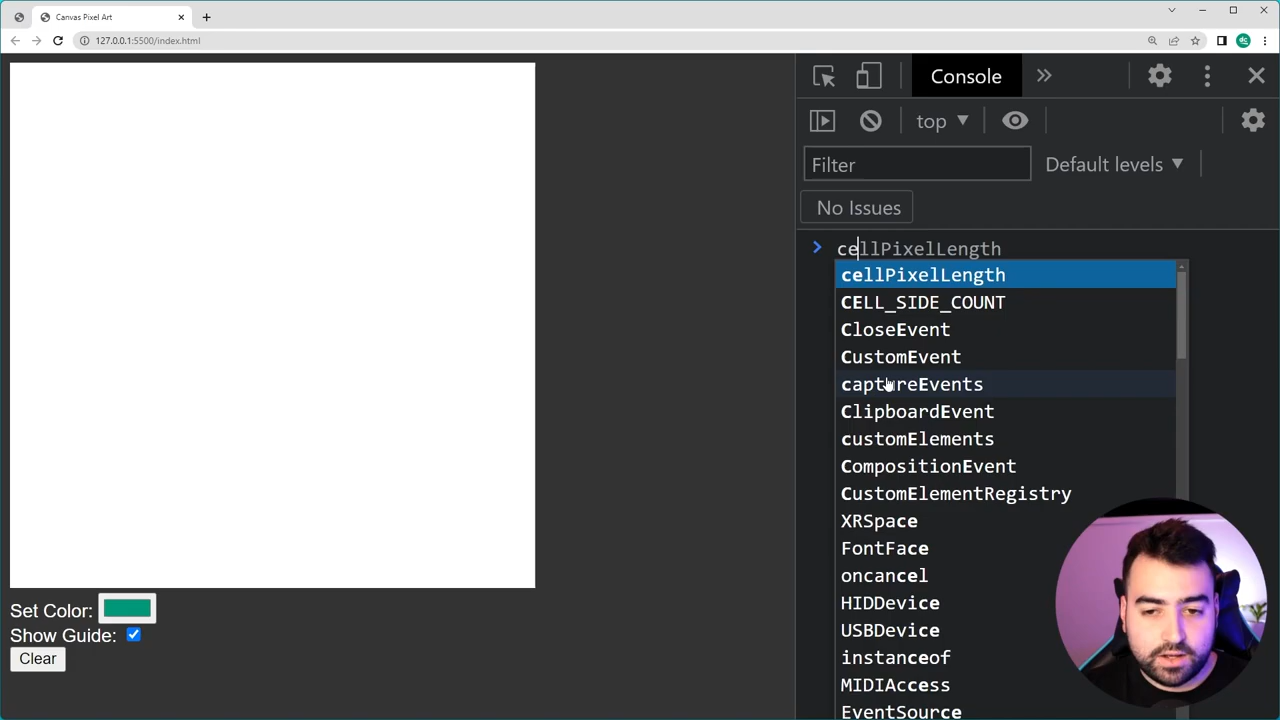 Canvas Pixel Art
127.0.0.1:5500/index.html
Set Color:
Show Guide:
Clear
Console
top
Filter
Default levels
No Issues
cellPixelLength
cellPixelLength
CELL_SIDE_COUNT
CloseEvent
CustomEvent
captureEvents
ClipboardEvent
customElements
CompositionEvent
CustomElementRegistry
XRSpace
FontFace
oncancel
HIDDevice
USBDevice
instanceof
MIDIAccess
EventSource